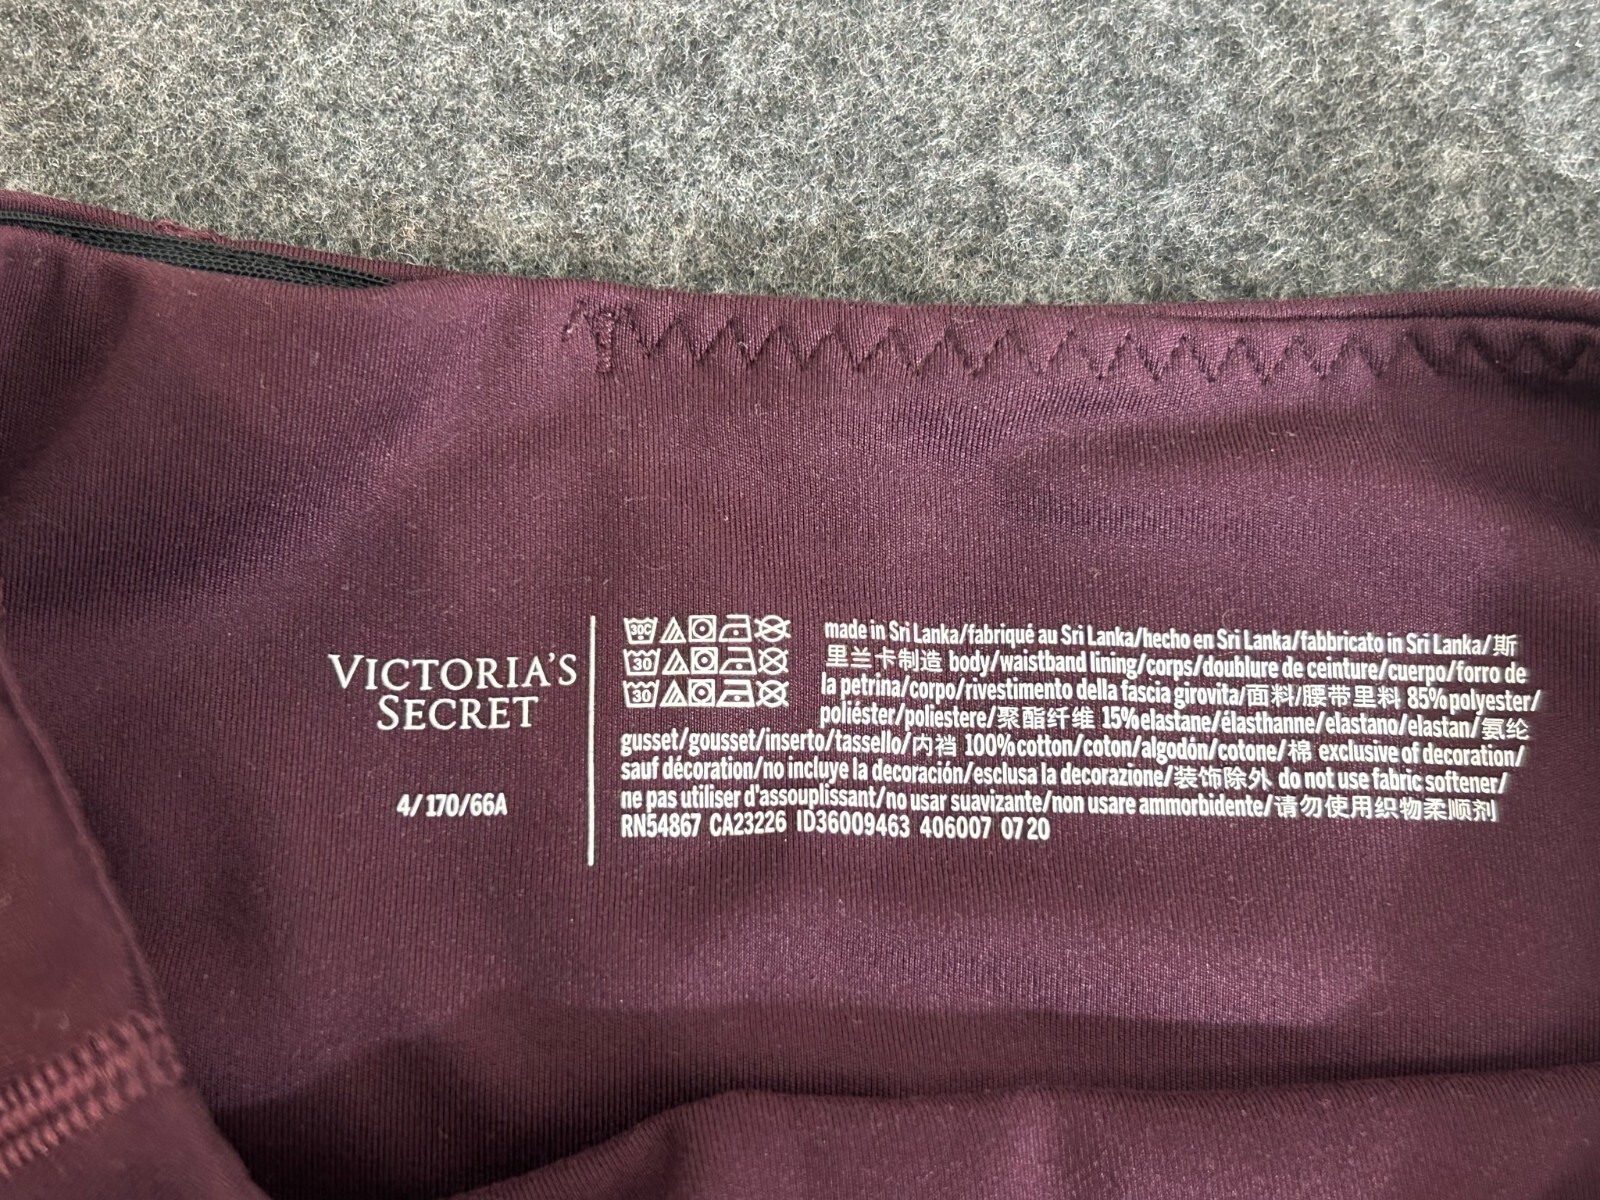 VICTORIA'S
SECRET
4/170/66A
30C
30
30
made in Sri Lanka/fabriqué au Sri Lanka/hecho en Sri Lanka/fabbricato in Sri Lanka/斯
里兰卡制造 body/waistband lining/corps/doublure de ceinture/cuerpo/forro de
la petrina/corpo/rivestimento della fascia girovita/面料/腰带里料 85% polyester/
poliéster/poliestere/聚酯纤维 15% elastane/élasthanne/elastano/elastan/氨纶
gusset/gousset/inserto/tassello/内裆 100% cotton/coton/algodón/cotone/棉 exclusive of decoration/
sauf décoration/no incluye la decoración/esclusa la decorazione/装饰除外 do not use fabric softener/
ne pas utiliser d'assouplissant/no usar suavizante/non usare ammorbidente/请勿使用织物柔顺剂
RN54867 CA23226 ID36009463 406007 07 20